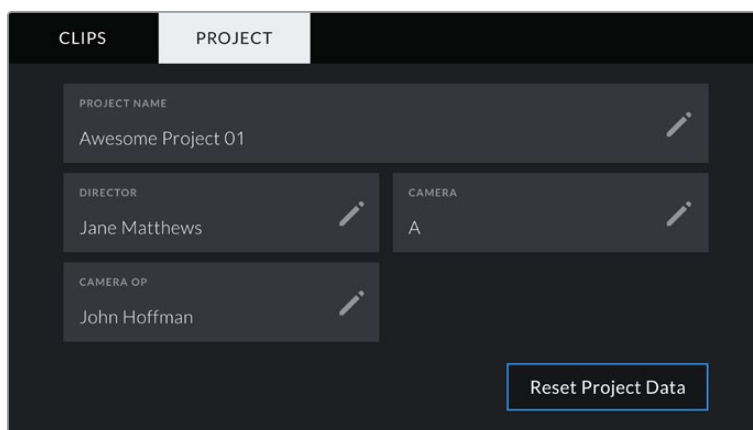 CLIPS
PROJECT
PROJECT NAME
Awesome Project 01
DIRECTOR
Jane Matthews
CAMERA
A
CAMERA OP
John Hoffman
Reset Project Data